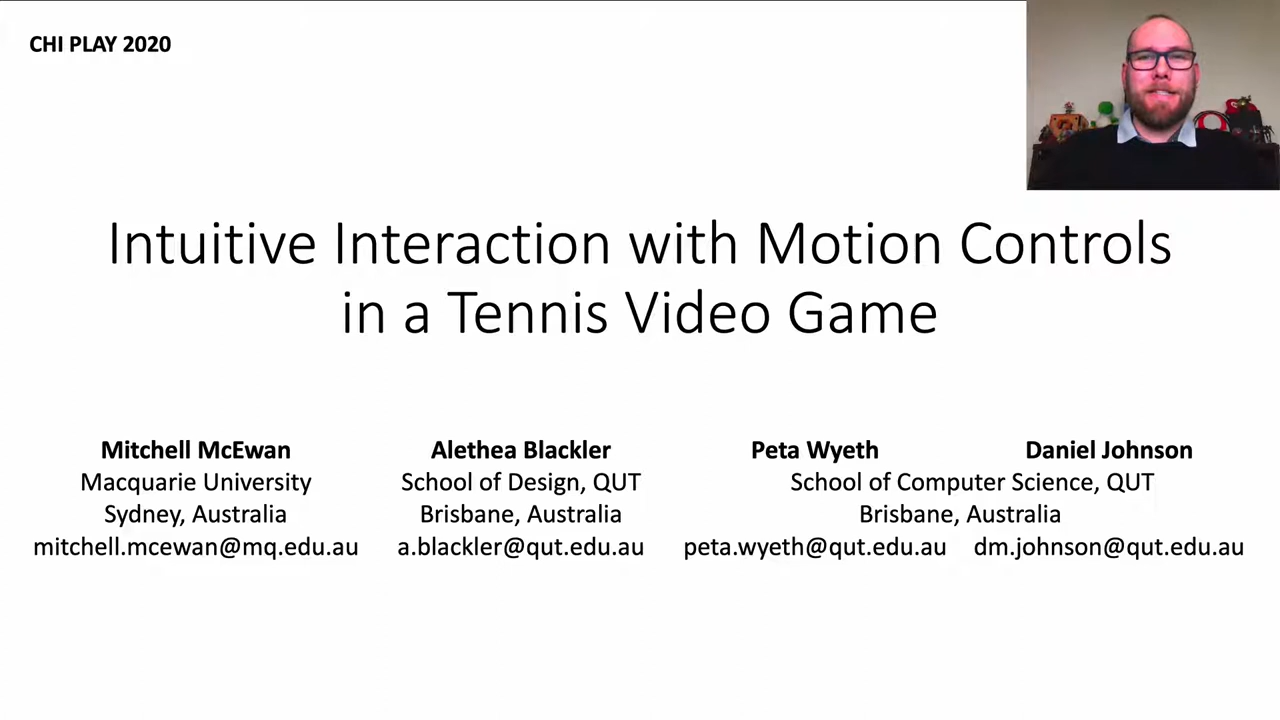 CHI PLAY 2020
Intuitive Interaction with Motion Controls
in a Tennis Video Game
Mitchell McEwan
Macquarie University
Sydney, Australia
mitchell.mcewan@mq.edu.au
Alethea Blackler
School of Design, QUT
Brisbane, Australia
a.blackler@qut.edu.au
Peta Wyeth Daniel Johnson
School of Computer Science, QUT
Brisbane, Australia
peta.wyeth@qut.edu.au dm.johnson@qut.edu.au